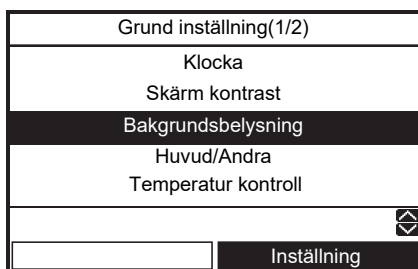 Grund inställning(1/2)
Klocka
Skärm kontrast
Bakgrundsbelysning
Huvud/Andra
Temperatur kontroll
Inställning